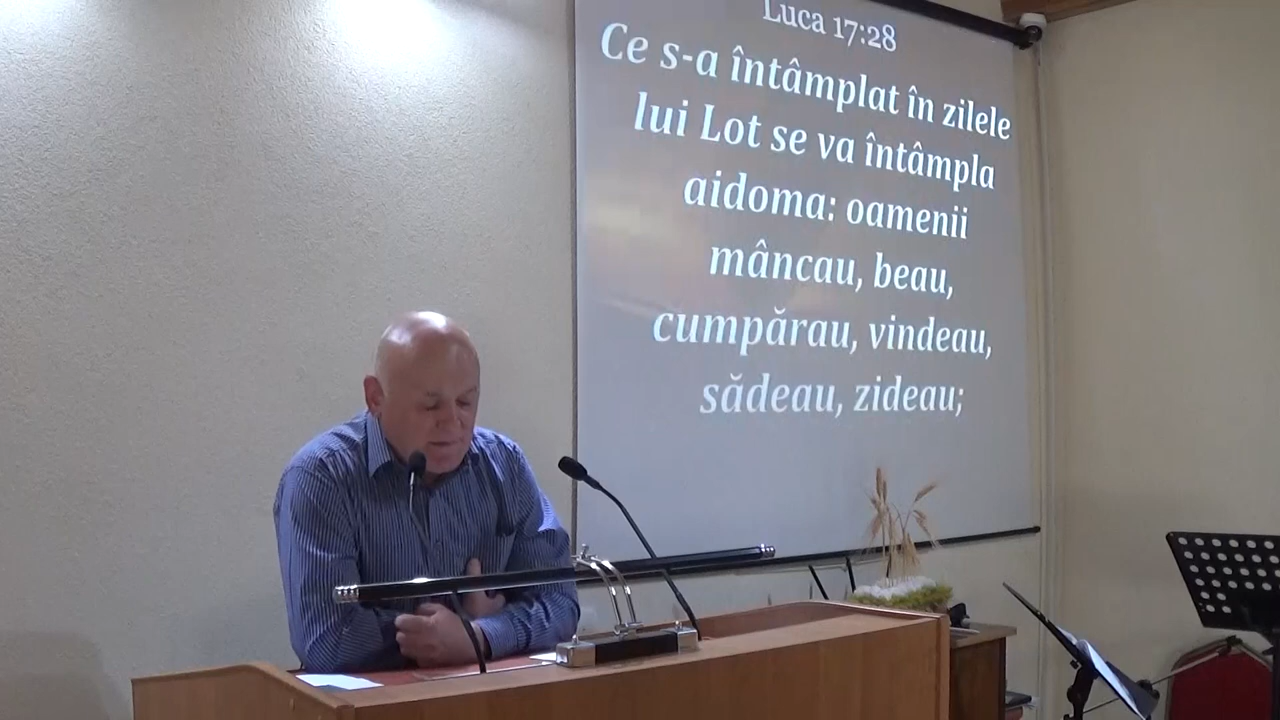 Luca 17:28
Ce s-a întâmplat în zilele
lui Lot se va întâmpla
aidoma: oamenii
mâncau, beau,
cumpărau, vindeau,
sădeau, zideau;